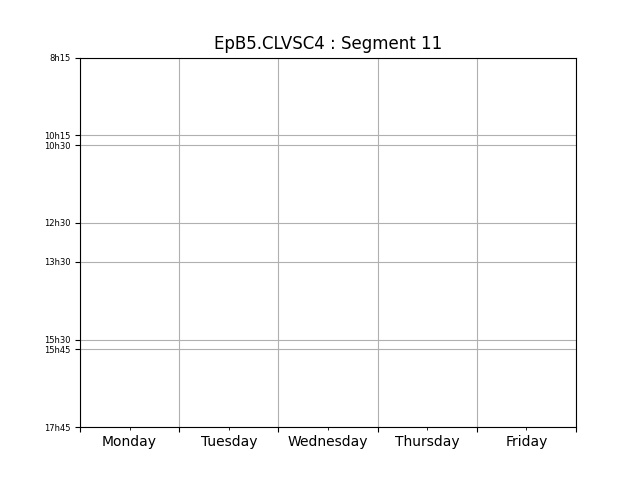 EpB5.CLVSC4 : Segment 11
8h15
10h15
10h30
12h30
13h30
15h30
15h45
17h45
Monday Tuesday Wednesday Thursday Friday